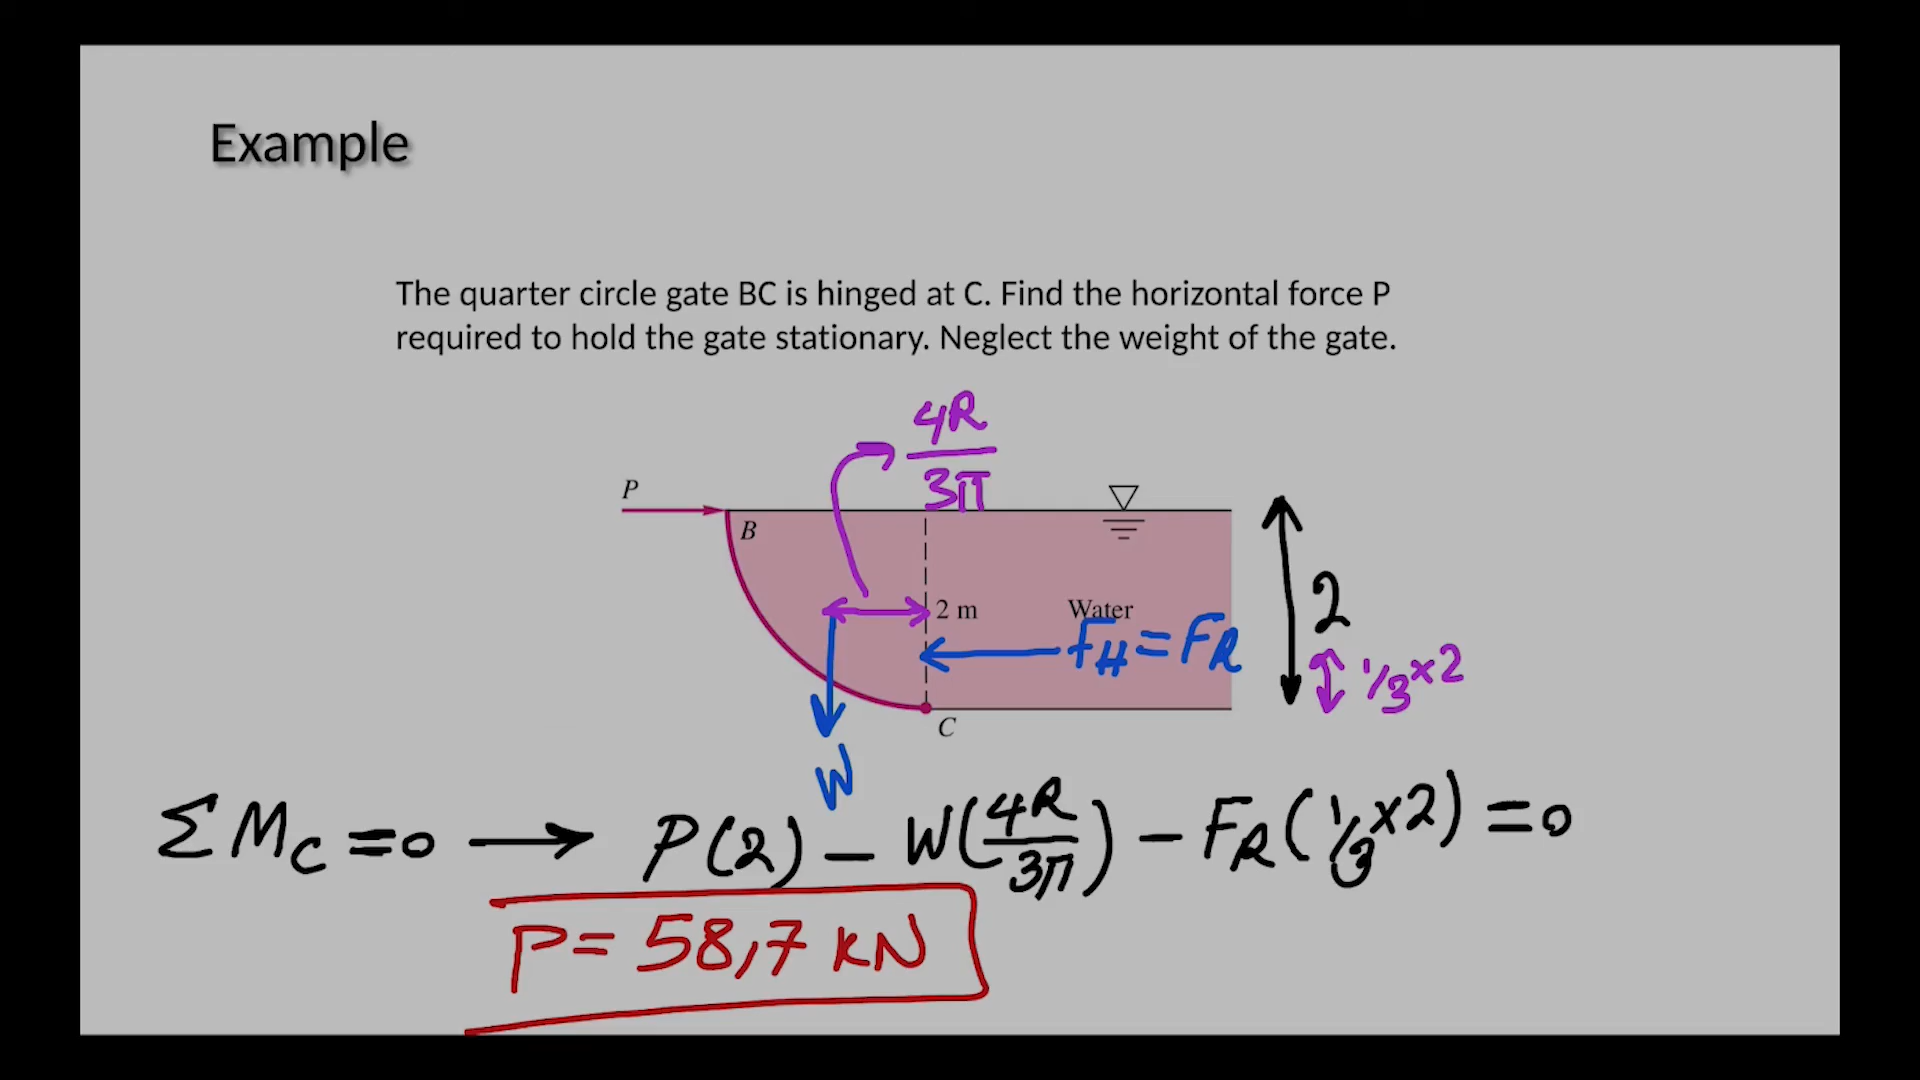 Example
The quarter circle gate BC is hinged at C. Find the horizontal force P
required to hold the gate stationary. Neglect the weight of the gate.
4R
3π
P
B
2 m
Water
2
F_H = F_R
1/3 x 2
C
W
ΣM_C = 0 → P(2) − W(4R/3π) − F_R(1/3 x 2) = 0
P = 58,7 KN